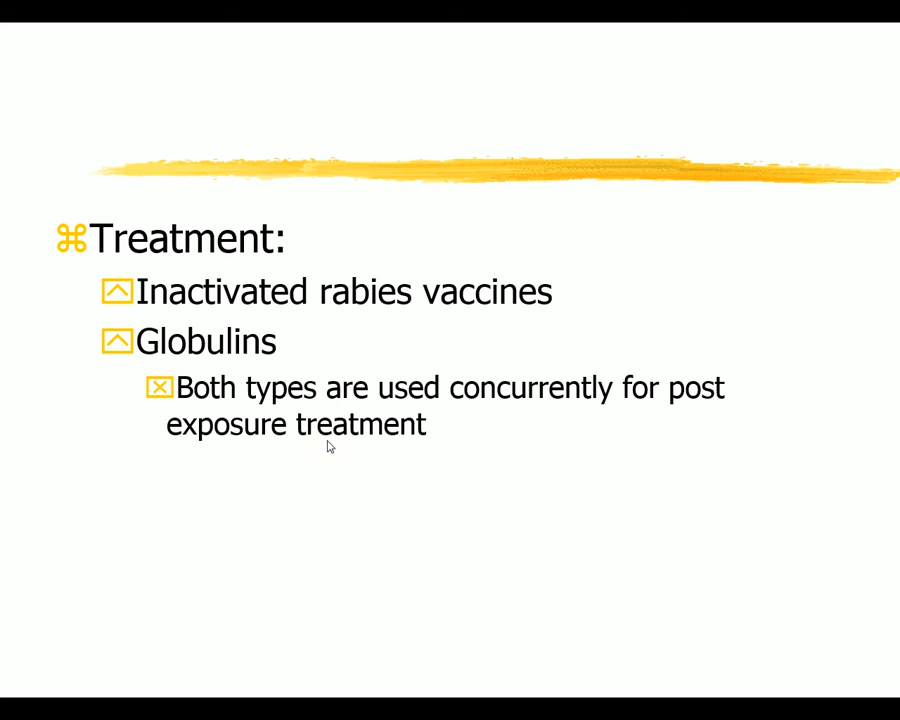 Treatment:
Inactivated rabies vaccines
Globulins
Both types are used concurrently for post
exposure treatment